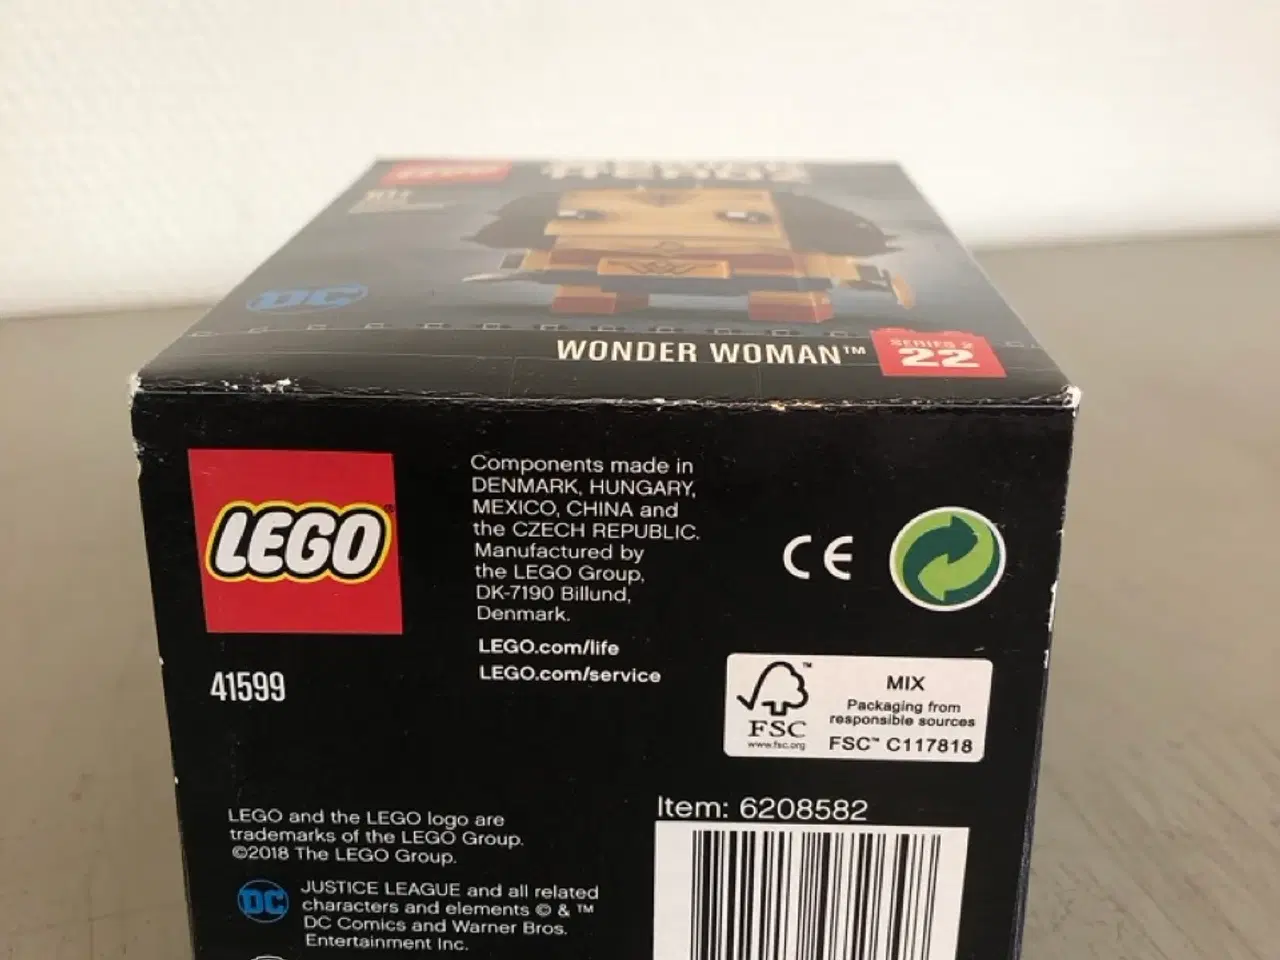 LEGO
HEROS
DC
WONDER WOMAN™
SERIES 2
22
LEGO®
Components made in
DENMARK, HUNGARY,
MEXICO, CHINA and
the CZECH REPUBLIC.
Manufactured by
the LEGO Group,
DK-7190 Billund,
Denmark.
LEGO.com/life
LEGO.com/service
CE
41599
FSC™
www.fsc.org
MIX
Packaging from
responsible sources
FSC™ C117818
Item: 6208582
LEGO and the LEGO logo are
trademarks of the LEGO Group.
©2018 The LEGO Group.
DC
JUSTICE LEAGUE and all related
characters and elements © & ™
DC Comics and Warner Bros.
Entertainment Inc.